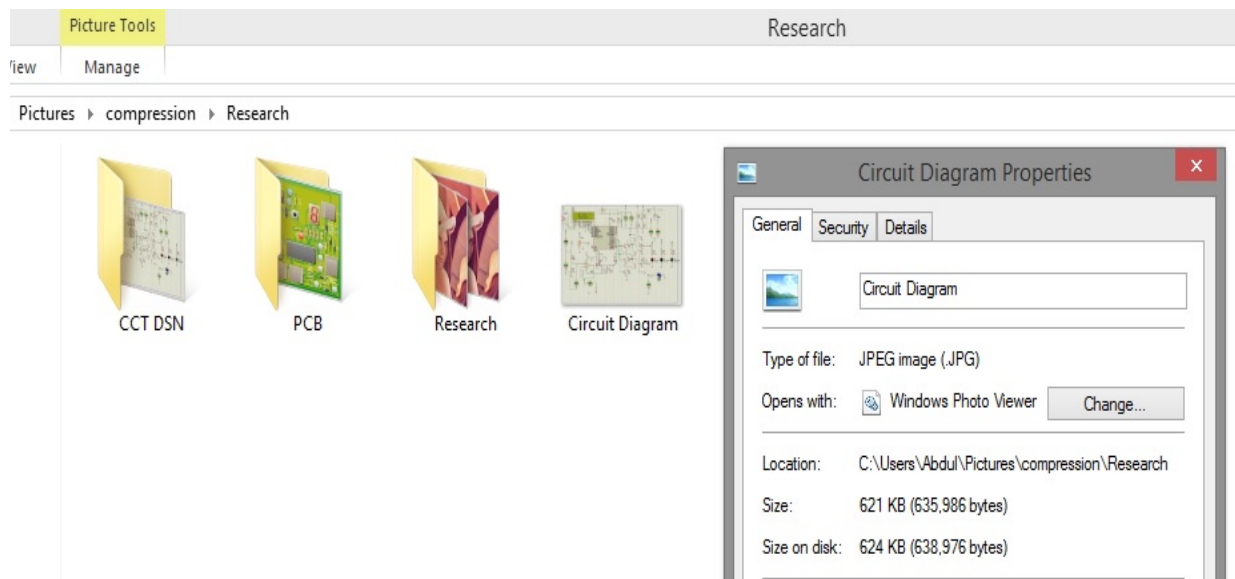 Picture Tools
Research
View
Manage
Pictures compression Research
CCT DSN
PCB
Research
Circuit Diagram
Circuit Diagram Properties
General Security Details
Circuit Diagram
Type of file: JPEG image (.JPG)
Opens with: Windows Photo Viewer Change...
Location: C:\Users\Abdul\Pictures\compression\Research
Size: 621 KB (635,986 bytes)
Size on disk: 624 KB (638,976 bytes)